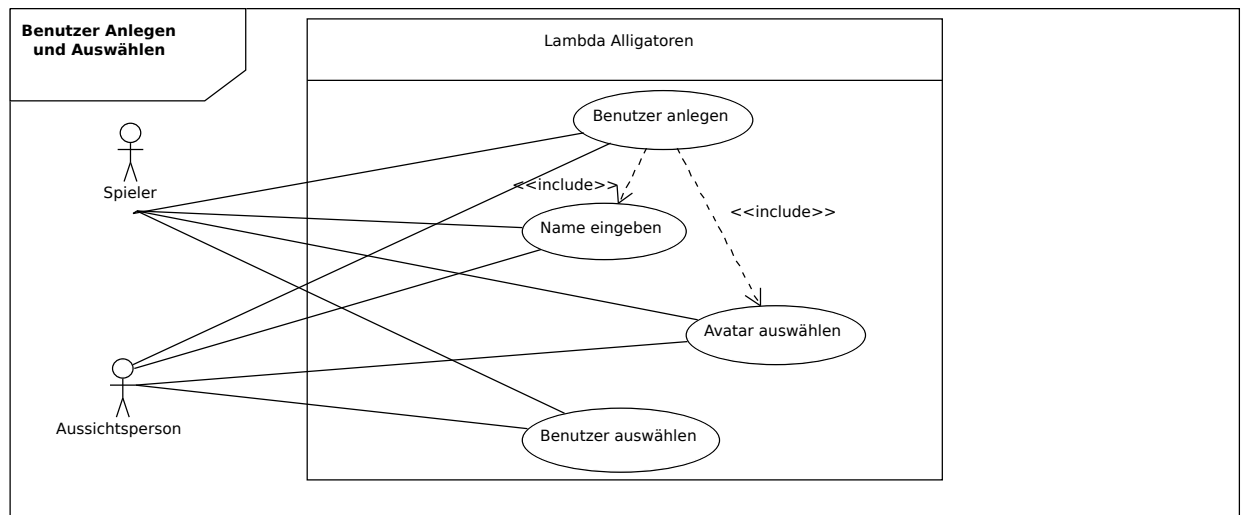 Benutzer Anlegen
und Auswählen
Lambda Alligatoren
Benutzer anlegen
Spieler
<<include>>
<<include>>
Name eingeben
Avatar auswählen
Aussichtsperson
Benutzer auswählen